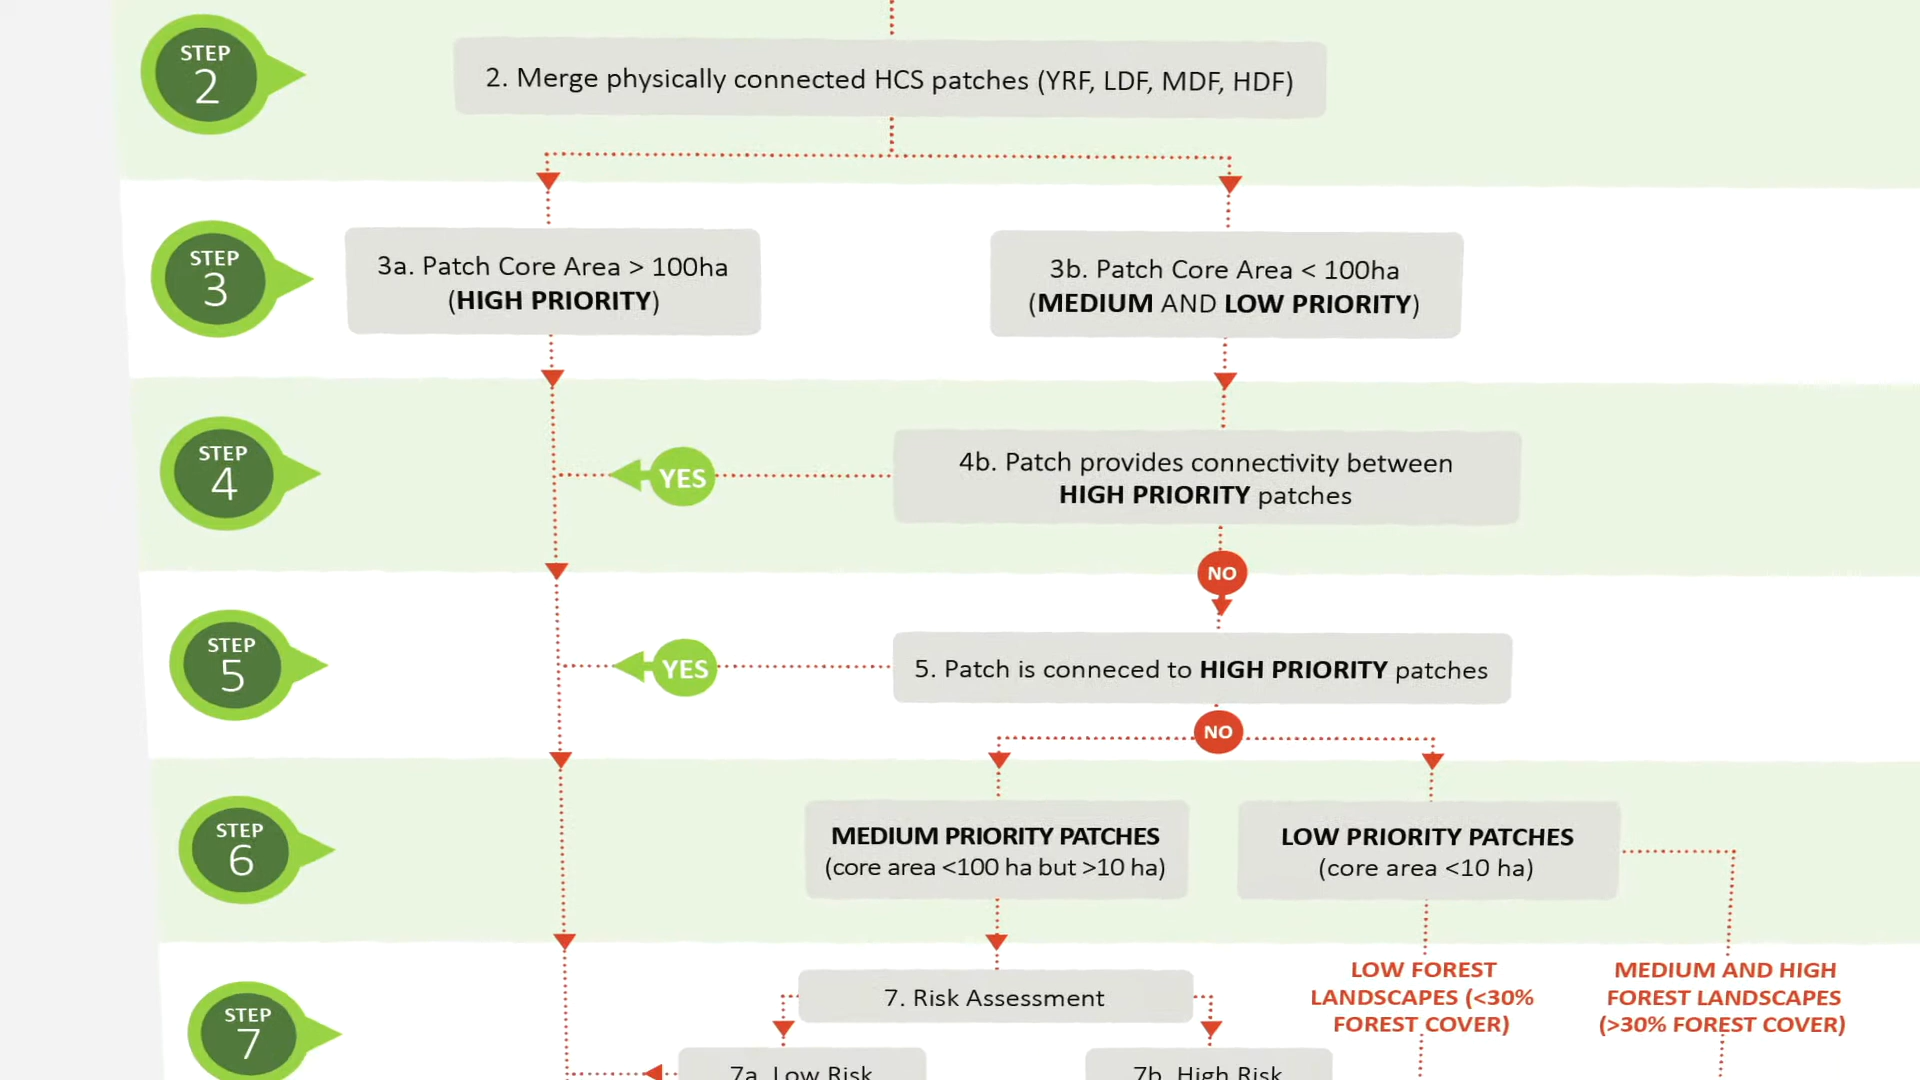 STEP
2
2. Merge physically connected HCS patches (YRF, LDF, MDF, HDF)
STEP
3
3a. Patch Core Area > 100ha
(HIGH PRIORITY)
3b. Patch Core Area < 100ha
(MEDIUM AND LOW PRIORITY)
STEP
4
YES
4b. Patch provides connectivity between
HIGH PRIORITY patches
NO
STEP
5
YES
5. Patch is conneced to HIGH PRIORITY patches
NO
STEP
6
MEDIUM PRIORITY PATCHES
(core area <100 ha but >10 ha)
LOW PRIORITY PATCHES
(core area <10 ha)
STEP
7
7. Risk Assessment
LOW FOREST
LANDSCAPES (<30%
FOREST COVER)
MEDIUM AND HIGH
FOREST LANDSCAPES
(>30% FOREST COVER)
7a. Low Risk
7b. High Risk